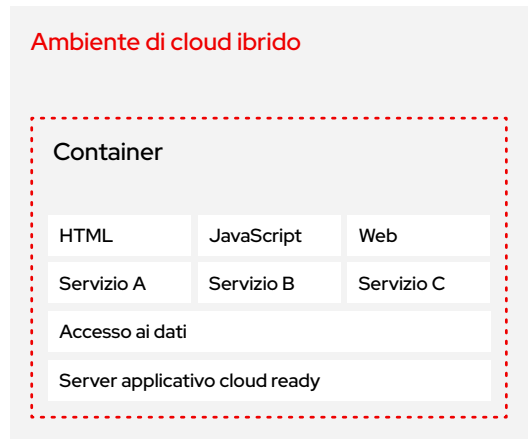 Ambiente di cloud ibrido
Container
HTML JavaScript Web
Servizio A Servizio B Servizio C
Accesso ai dati
Server applicativo cloud ready